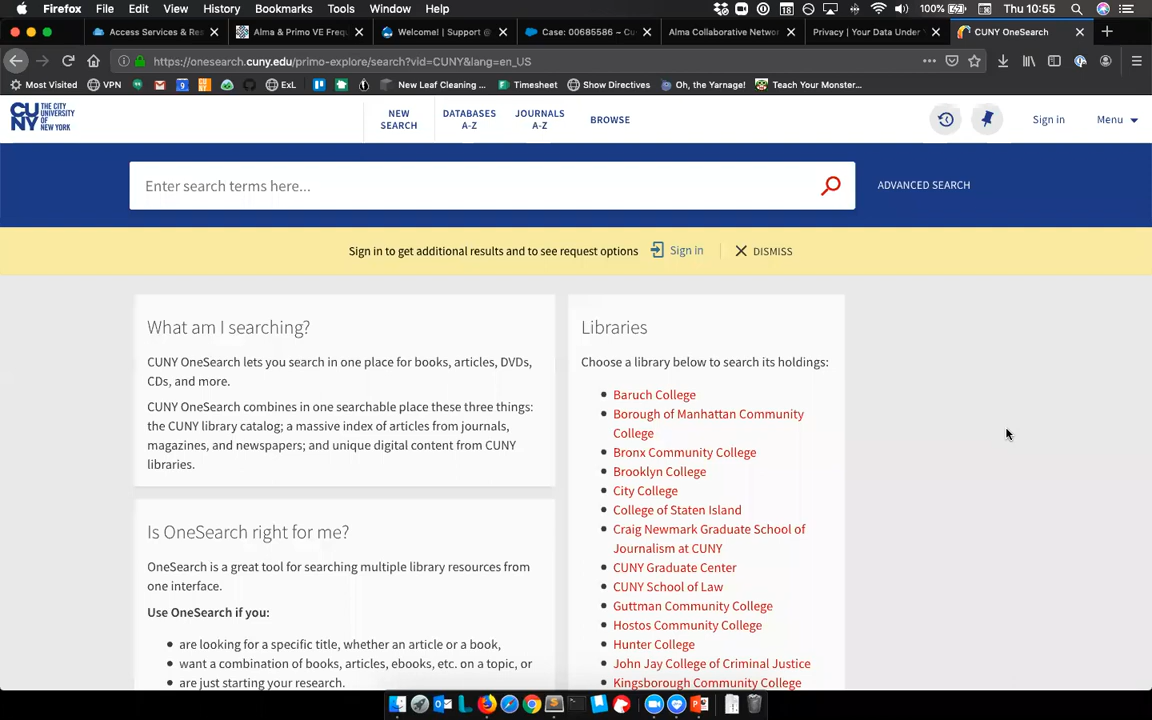 Firefox File Edit View History Bookmarks Tools Window Help 100% Thu 10:55
Access Services & Re
Alma & Primo VE Freq
Welcome! | Support @
Case: 00685586 – C
Alma Collaborative Netwo
Privacy | Your Data Under
CUNY OneSearch
https://onesearch.cuny.edu/primo-explore/search?vid=CUNY&lang=en_US
Most Visited VPN ExL New Leaf Cleaning ... Timesheet Show Directives Oh, the Yarnage! Teach Your Monster...
CU
NY
THE CITY
UNIVERSITY
OF
NEW YORK
NEW
SEARCH
DATABASES
A-Z
JOURNALS
A-Z
BROWSE
Sign in
Menu
Enter search terms here...
ADVANCED SEARCH
Sign in to get additional results and to see request options Sign in DISMISS
What am I searching?
CUNY OneSearch lets you search in one place for books, articles, DVDs,
CDs, and more.
CUNY OneSearch combines in one searchable place these three things:
the CUNY library catalog; a massive index of articles from journals,
magazines, and newspapers; and unique digital content from CUNY
libraries.
Is OneSearch right for me?
OneSearch is a great tool for searching multiple library resources from
one interface.
Use OneSearch if you:
are looking for a specific title, whether an article or a book,
want a combination of books, articles, ebooks, etc. on a topic, or
are just starting your research.
Libraries
Choose a library below to search its holdings:
Baruch College
Borough of Manhattan Community
College
Bronx Community College
Brooklyn College
City College
College of Staten Island
Craig Newmark Graduate School of
Journalism at CUNY
CUNY Graduate Center
CUNY School of Law
Guttman Community College
Hostos Community College
Hunter College
John Jay College of Criminal Justice
Kingsborough Community College